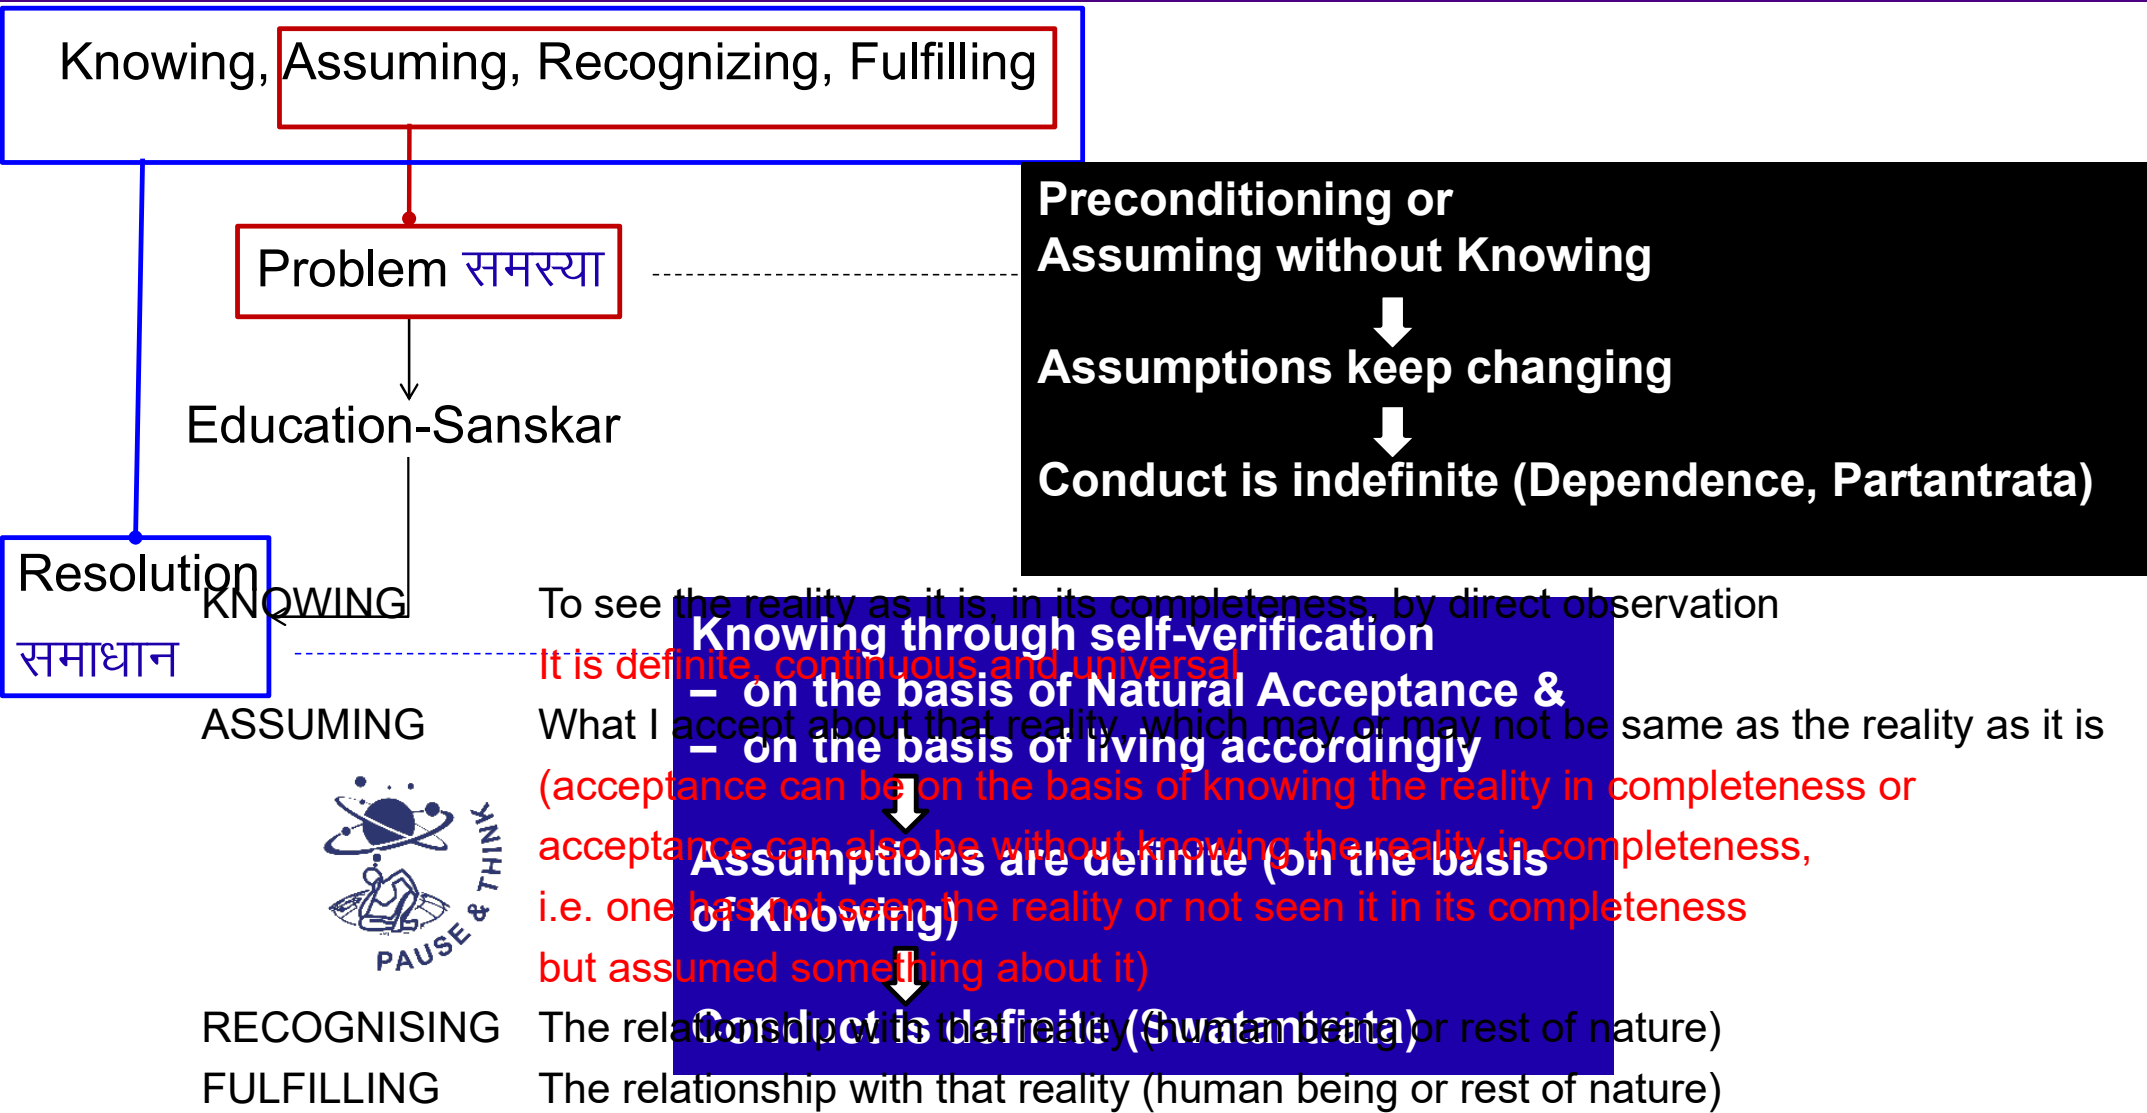 Knowing, Assuming, Recognizing, Fulfilling
Problem समस्या
Education-Sanskar
Resolution
समाधान
Preconditioning or
Assuming without Knowing
Assumptions keep changing
Conduct is indefinite (Dependence, Partantrata)
Knowing through self-verification
– on the basis of Natural Acceptance &
– on the basis of living accordingly
Assumptions are definite (on the basis
of Knowing)
Conduct is definite (Swatantrata)
KNOWING To see the reality as it is, in its completeness, by direct observation
It is definite, continuous and universal
ASSUMING What I accept about that reality, which may or may not be same as the reality as it is
(acceptance can be on the basis of knowing the reality in completeness or
acceptance can also be without knowing the reality in completeness,
i.e. one has not seen the reality or not seen it in its completeness
but assumed something about it)
RECOGNISING The relationship with that reality (human being or rest of nature)
FULFILLING The relationship with that reality (human being or rest of nature)
PAUSE & THINK